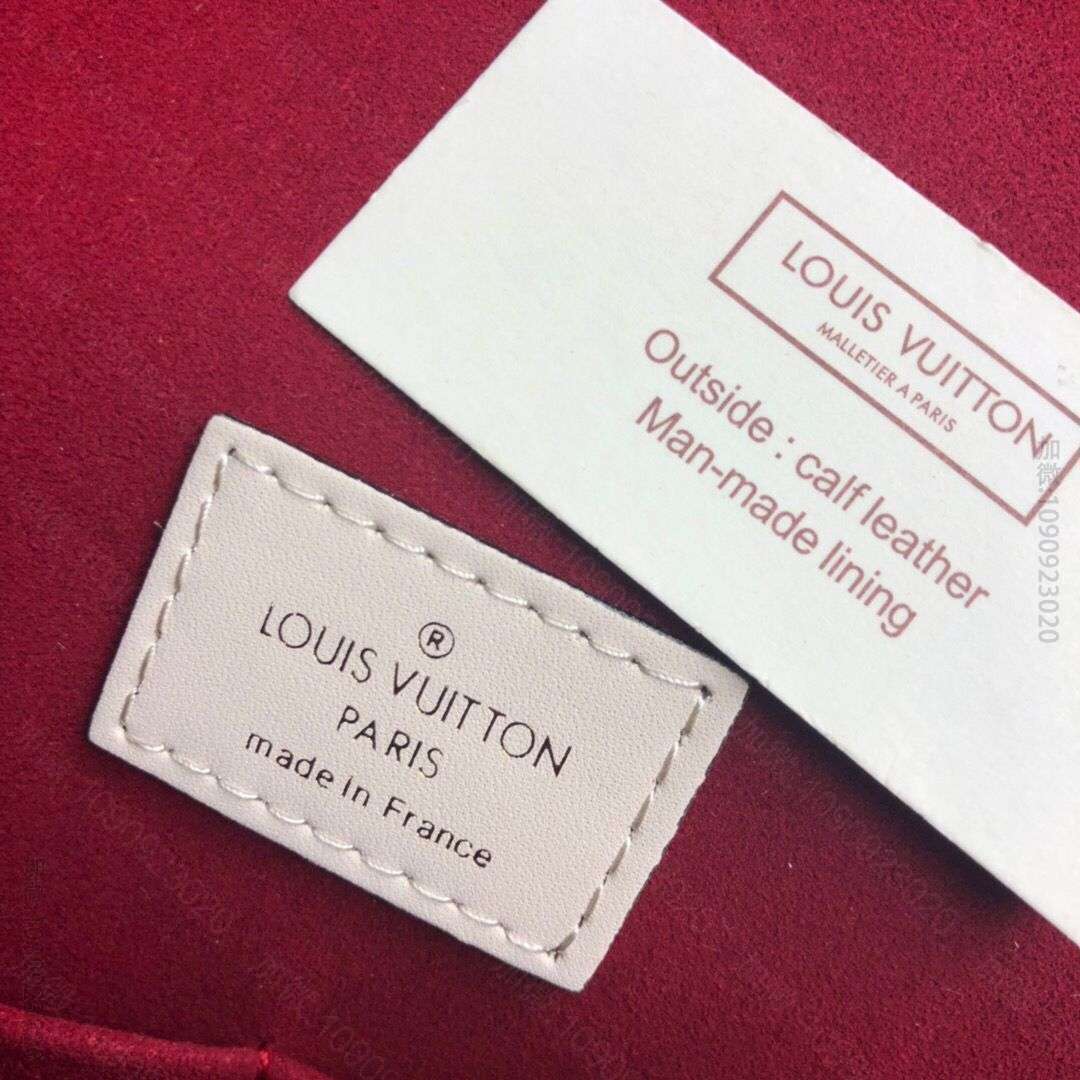 LOUIS VUITTON
MALLETIER A PARIS
Outside : calf leather
Man-made lining
加微:1090923020
®
LOUIS VUITTON
PARIS
made in France